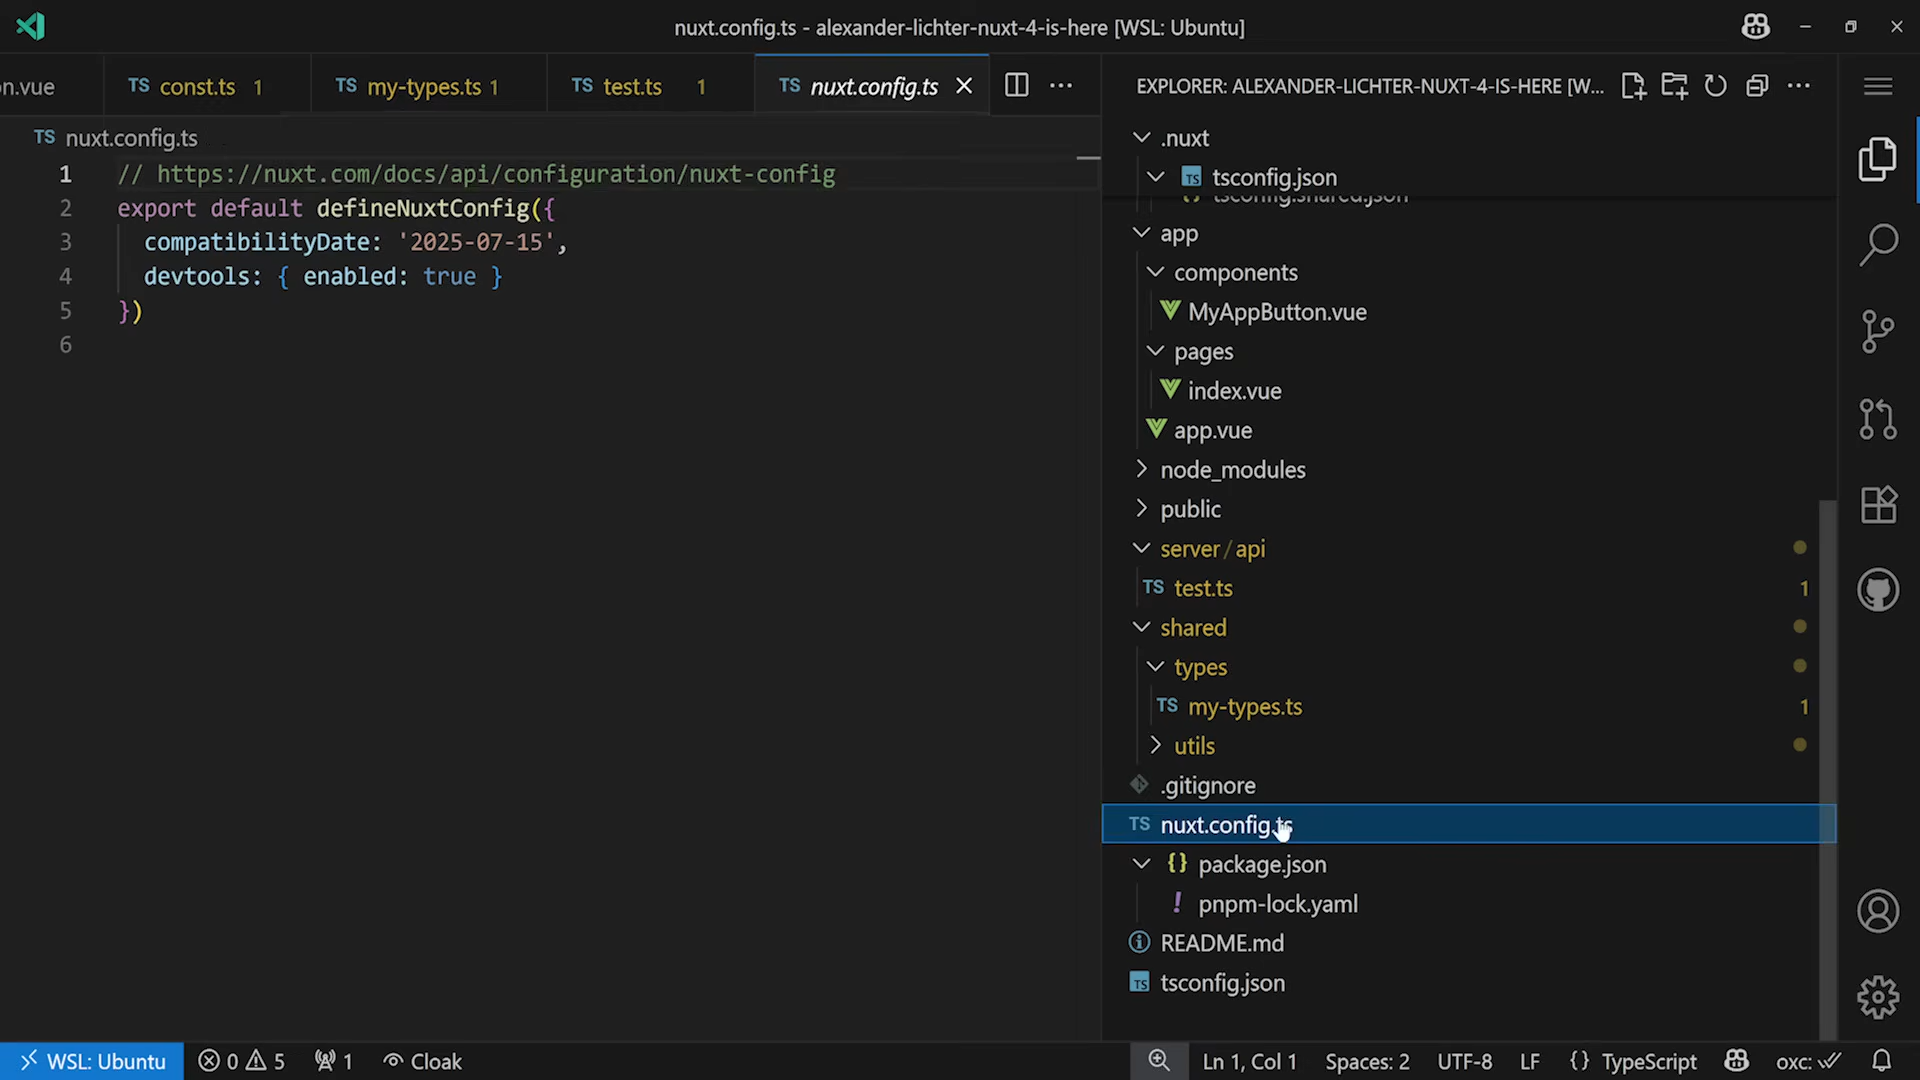 nuxt.config.ts - alexander-lichter-nuxt-4-is-here [WSL: Ubuntu]
n.vue
TS const.ts 1
TS my-types.ts 1
TS test.ts 1
TS nuxt.config.ts
TS nuxt.config.ts
1 // https://nuxt.com/docs/api/configuration/nuxt-config
2 export default defineNuxtConfig({
3 compatibilityDate: '2025-07-15',
4 devtools: { enabled: true }
5 })
6
EXPLORER: ALEXANDER-LICHTER-NUXT-4-IS-HERE [W...
.nuxt
TS tsconfig.json
{} tsconfig.shared.json
app
components
MyAppButton.vue
pages
index.vue
app.vue
node_modules
public
server / api
TS test.ts 1
shared
types
TS my-types.ts 1
utils
.gitignore
TS nuxt.config.ts
{} package.json
! pnpm-lock.yaml
README.md
TS tsconfig.json
WSL: Ubuntu
0
5
1
Cloak
Ln 1, Col 1
Spaces: 2
UTF-8
LF
{} TypeScript
oxc: